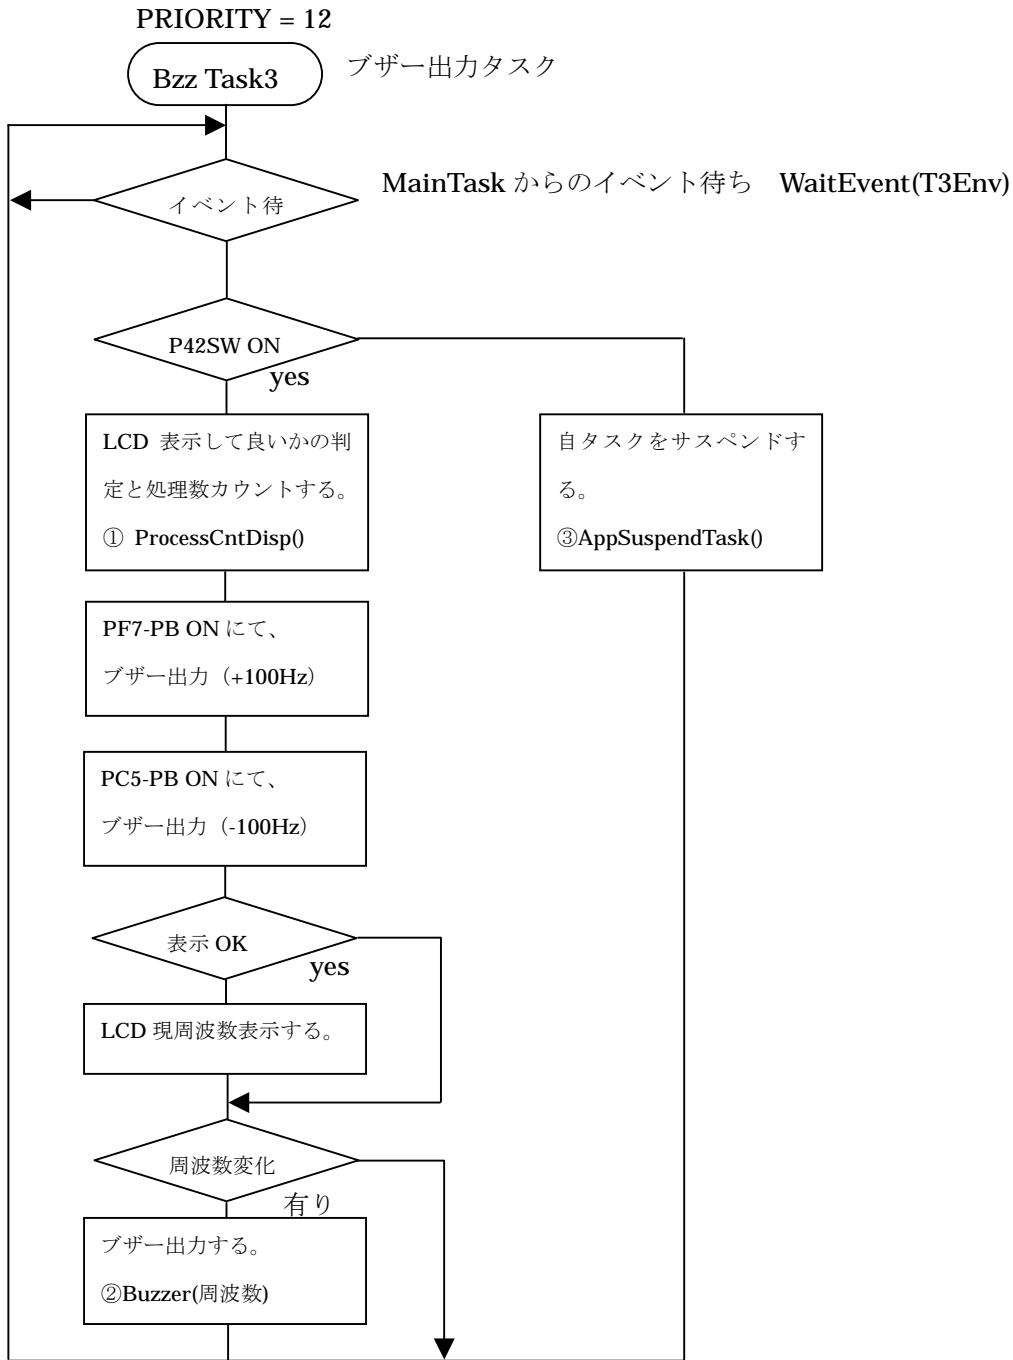 PRIORITY = 12
Bzz Task3
ブザー出力タスク
イベント待
MainTask からのイベント待ち　WaitEvent(T3Env)
P42SW ON
yes
LCD 表示して良いかの判
定と処理数カウントする。
① ProcessCntDisp()
自タスクをサスペンドす
る。
③AppSuspendTask()
PF7-PB ON にて、
ブザー出力（+100Hz）
PC5-PB ON にて、
ブザー出力（-100Hz）
表示 OK
yes
LCD 現周波数表示する。
周波数変化
有り
ブザー出力する。
②Buzzer(周波数)